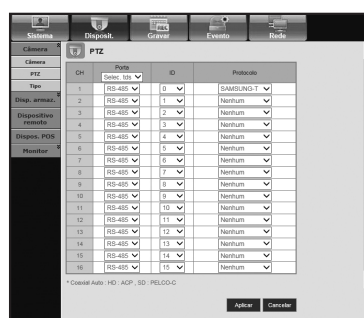 Sistema Disposit. Gravar Evento Rede
REC
Câmera
Câmera
PTZ
Tipo
Disp. armaz.
Dispositivo
remoto
Dispos. POS
Monitor
PTZ
CH Porta ID Protocolo
Selec. tds
1 RS-485 0 SAMSUNG-T
2 RS-485 1 Nenhum
3 RS-485 2 Nenhum
4 RS-485 3 Nenhum
5 RS-485 4 Nenhum
6 RS-485 5 Nenhum
7 RS-485 6 Nenhum
8 RS-485 7 Nenhum
9 RS-485 8 Nenhum
10 RS-485 9 Nenhum
11 RS-485 10 Nenhum
12 RS-485 11 Nenhum
13 RS-485 12 Nenhum
14 RS-485 13 Nenhum
15 RS-485 14 Nenhum
16 RS-485 15 Nenhum
* Coaxial Auto : HD : ACP , SD : PELCO-C
Aplicar Cancelar